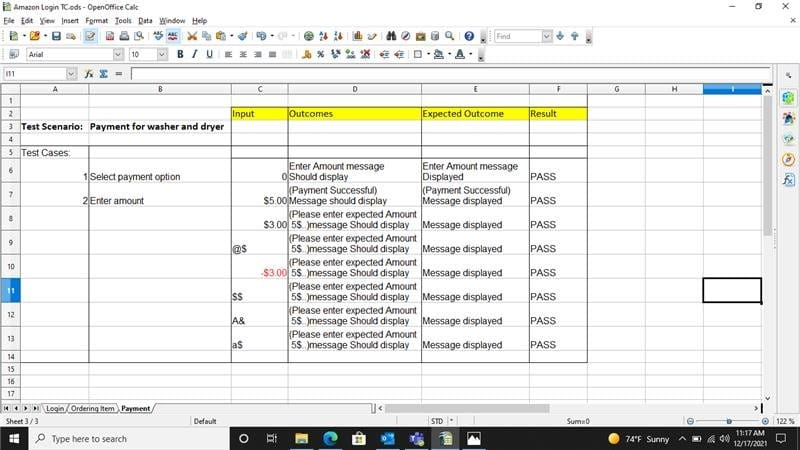 Amazon Login TC.ods - OpenOffice Calc
File Edit View Insert Format Tools Data Window Help
Find
Arial 10
I11 fx Σ =
A B C D E F G H I
1
2 Input Outcomes Expected Outcome Result
3 Test Scenario: Payment for washer and dryer
4
5 Test Cases:
Enter Amount message Enter Amount message
6 1 Select payment option 0 Should display Displayed PASS
(Payment Successful) (Payment Successful)
7 2 Enter amount $5.00 Message should display Message displayed PASS
(Please enter expected Amount
8 $3.00 5$..)message Should display Message displayed PASS
(Please enter expected Amount
9 @$ 5$..)message Should display Message displayed PASS
(Please enter expected Amount
10 -$3.00 5$..)message Should display Message displayed PASS
(Please enter expected Amount
11 $$ 5$..)message Should display Message displayed PASS
(Please enter expected Amount
12 A& 5$..)message Should display Message displayed PASS
(Please enter expected Amount
13 a$ 5$..)message Should display Message displayed PASS
14
15
16
17
Login Ordering Item Payment
Sheet 3 / 3 Default STD * Sum=0 122 %
Type here to search 74°F Sunny 11:17 AM
12/17/2021